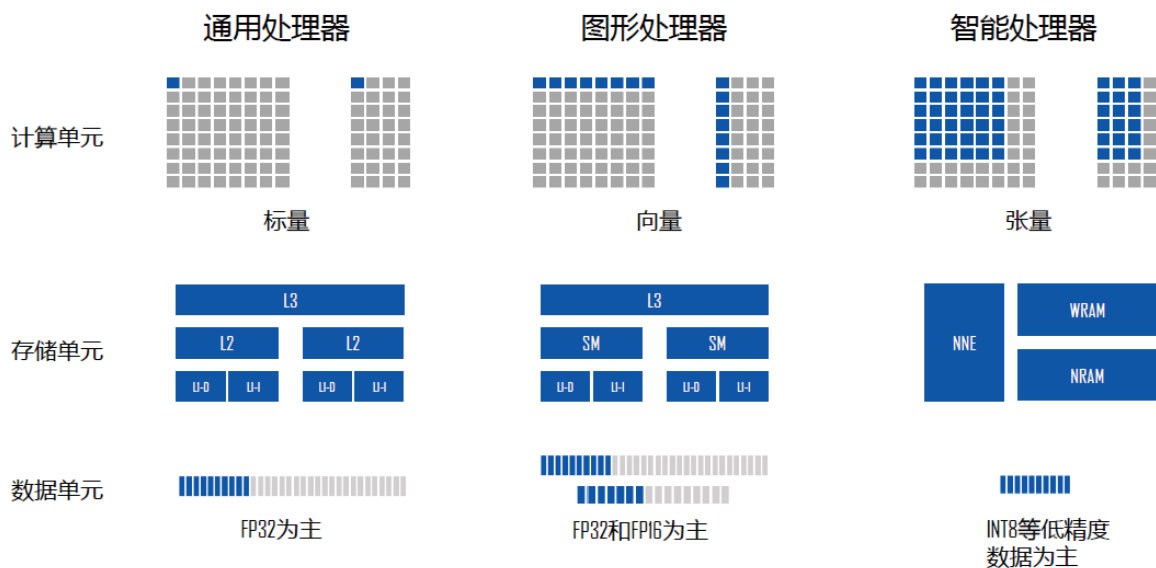 通用处理器 图形处理器 智能处理器
计算单元
标量 向量 张量
存储单元
L3 L3 NNE WRAM
L2 L2 SM SM NRAM
L1-D L1-I L1-D L1-I L1-D L1-I L1-D L1-I
数据单元
FP32为主 FP32和FP16为主 INT8等低精度
数据为主